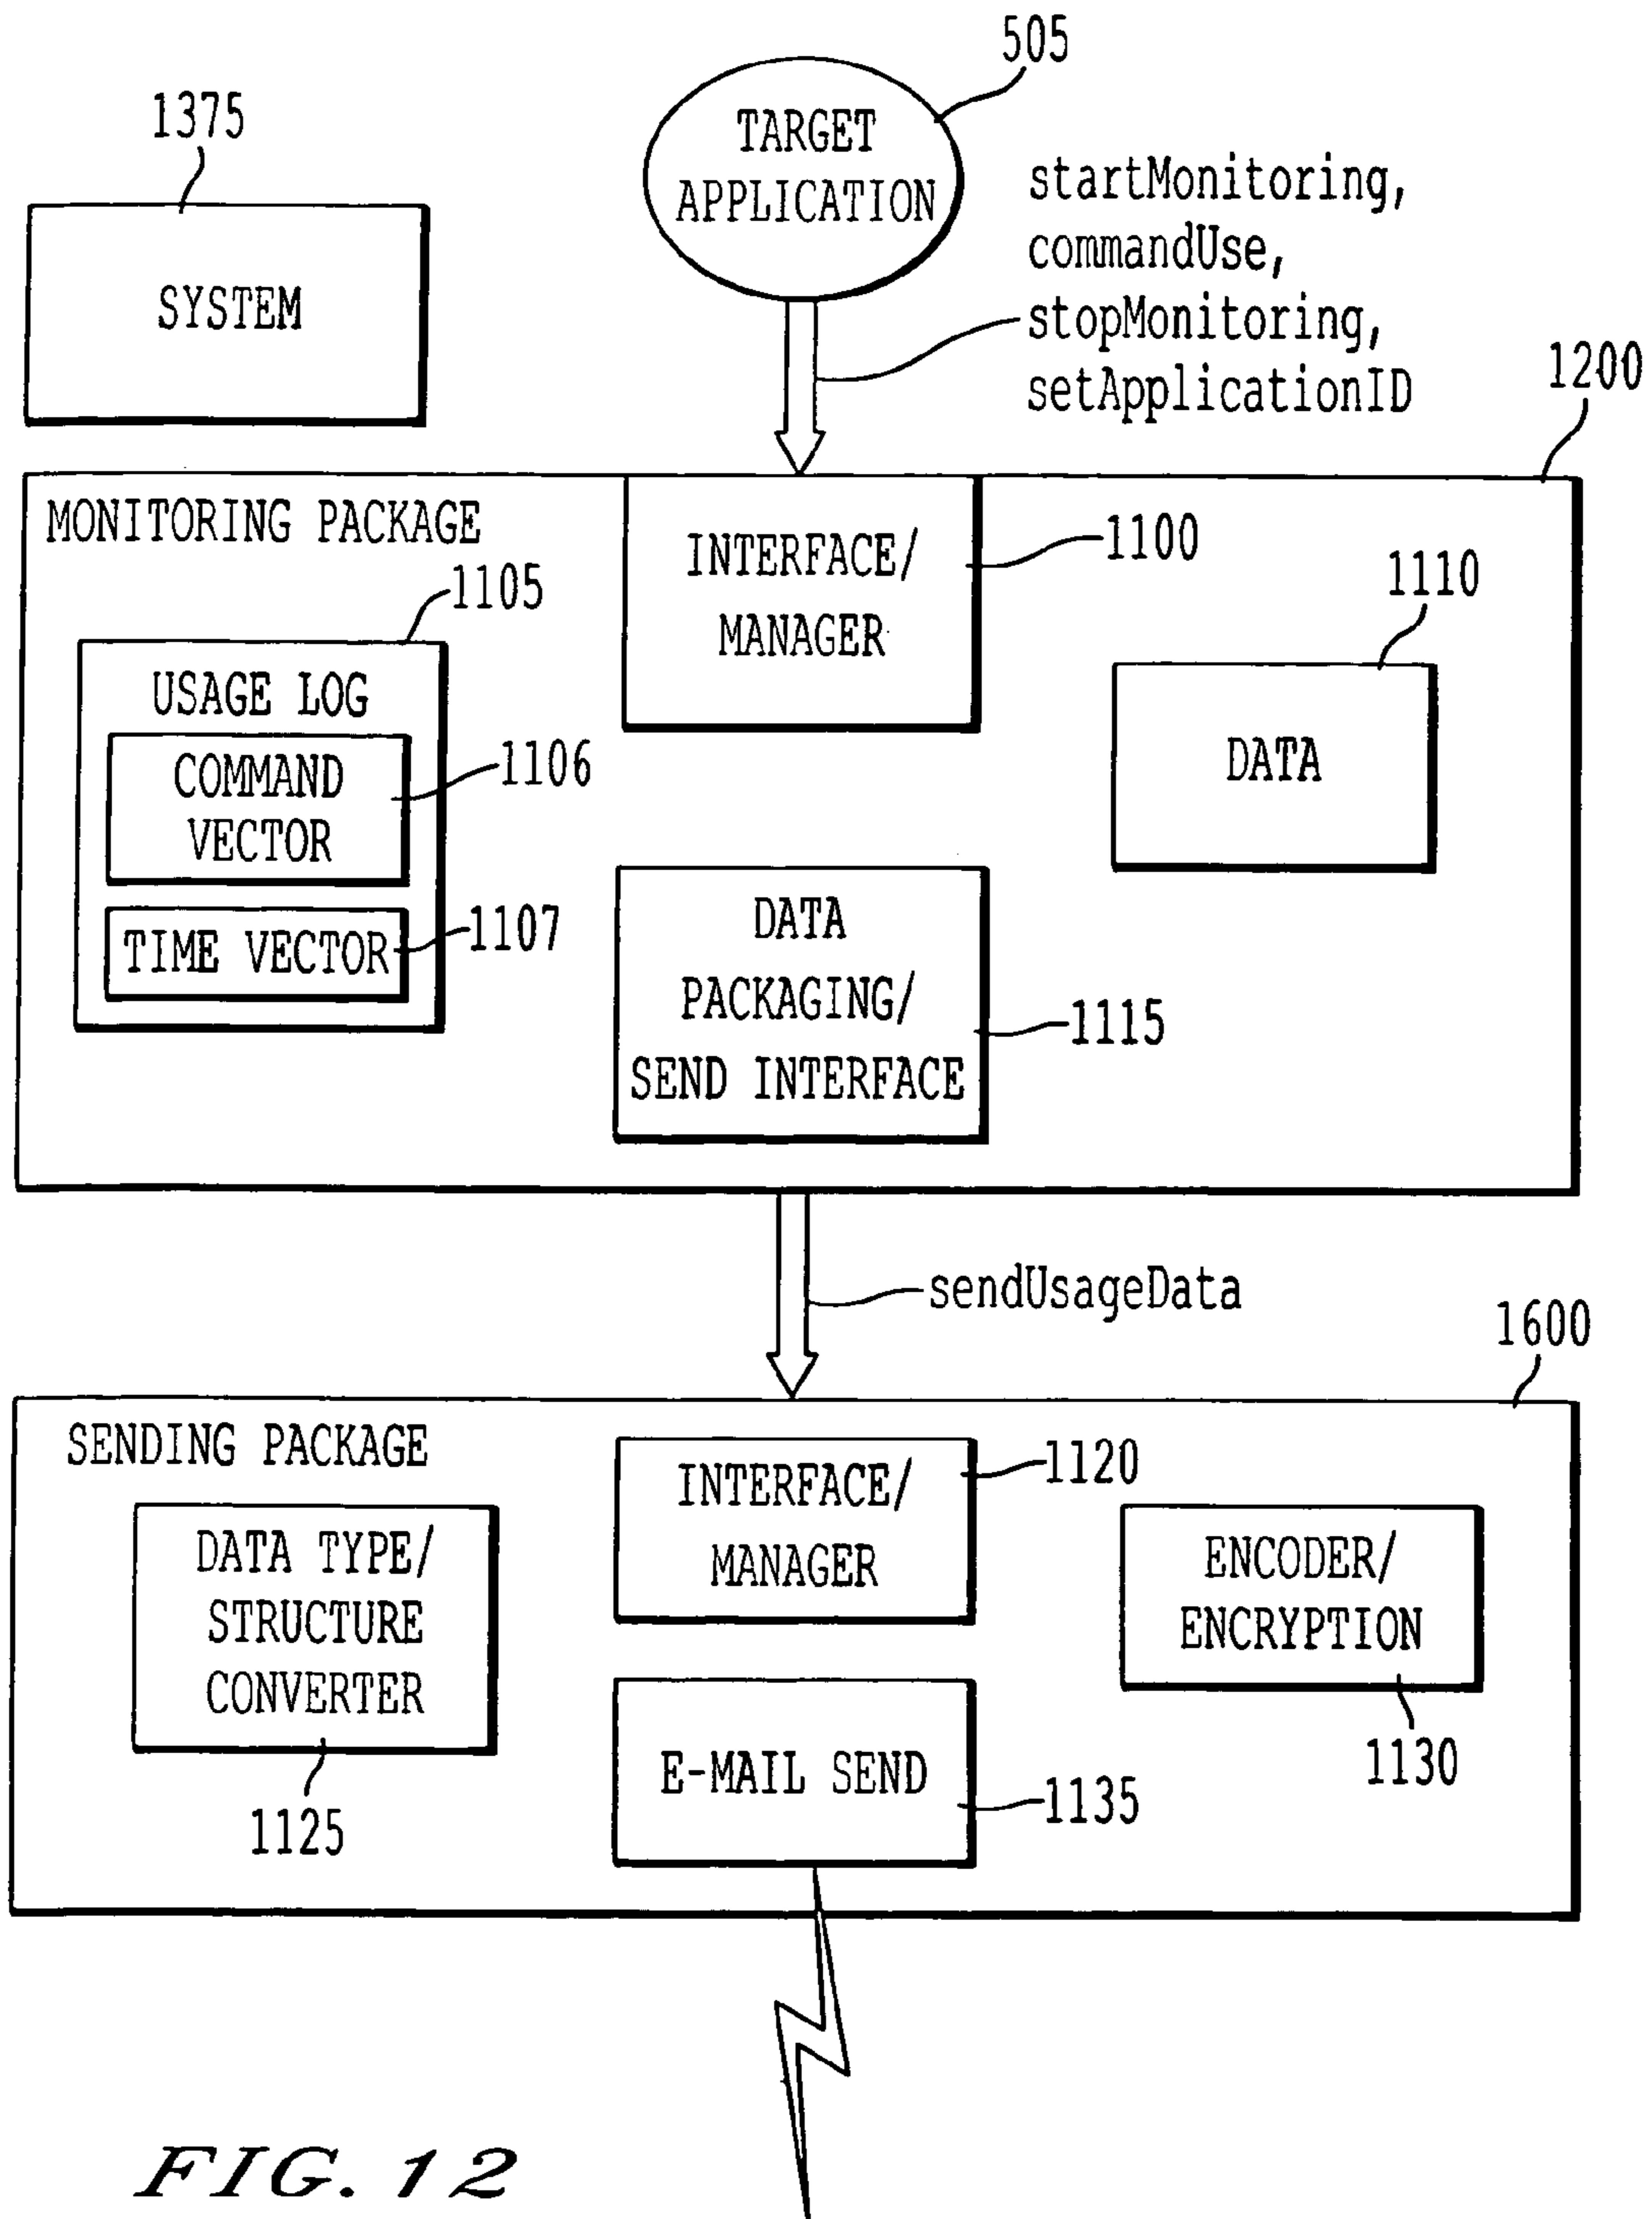 505
1375
TARGET
APPLICATION
startMonitoring,
commandUse,
stopMonitoring,
setApplicationID
SYSTEM
1200
MONITORING PACKAGE
INTERFACE/
MANAGER
1100
1105
1110
USAGE LOG
COMMAND
VECTOR
1106
TIME VECTOR
1107
DATA
DATA
PACKAGING/
SEND INTERFACE
1115
sendUsageData
1600
SENDING PACKAGE
INTERFACE/
MANAGER
1120
DATA TYPE/
STRUCTURE
CONVERTER
1125
ENCODER/
ENCRYPTION
1130
E-MAIL SEND
1135
FIG. 12